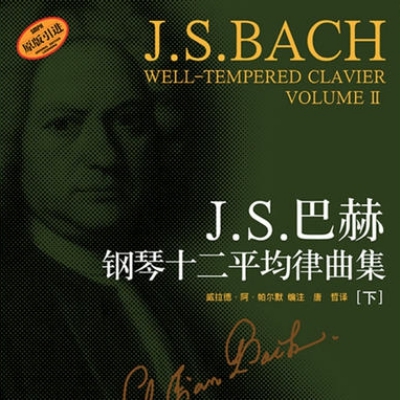 原版引进
J.S.BACH
WELL-TEMPERED CLAVIER
VOLUME II
J.S.巴赫
钢琴十二平均律曲集
威拉德·阿·帕尔默 编注 唐 哲译 [下]